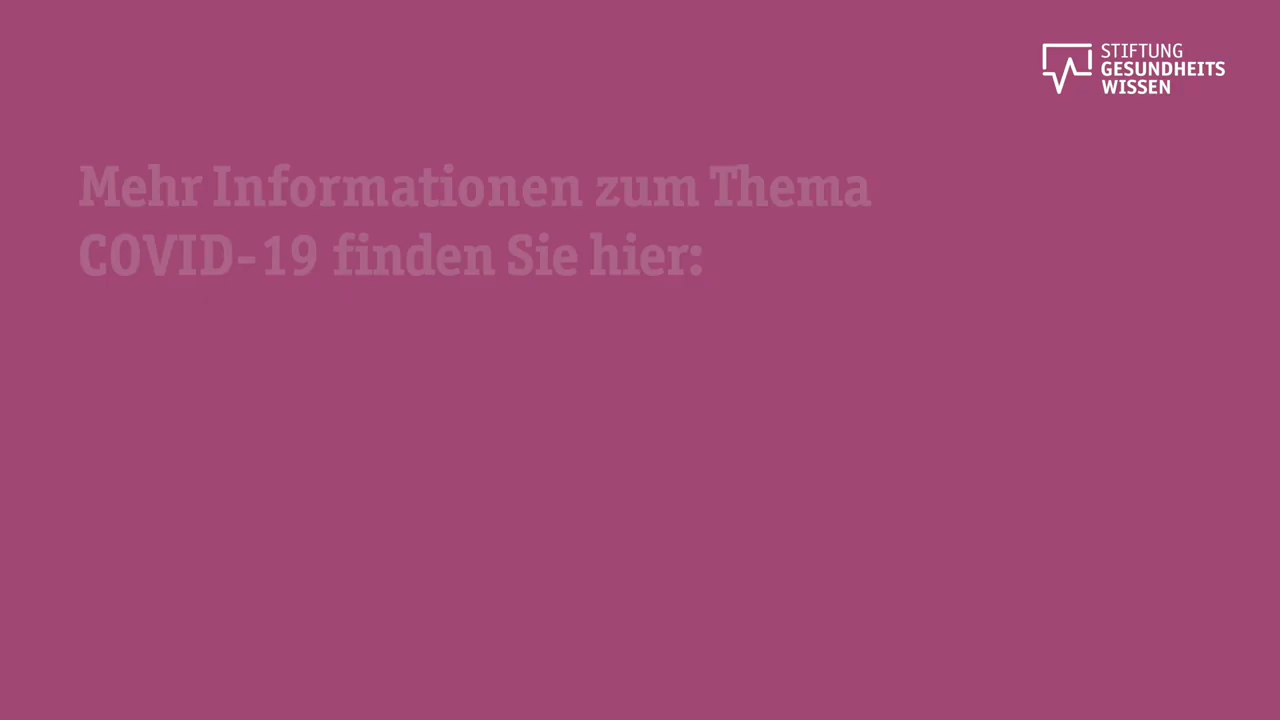 STIFTUNG
GESUNDHEITS
WISSEN
Mehr Informationen zum Thema
COVID-19 finden Sie hier: